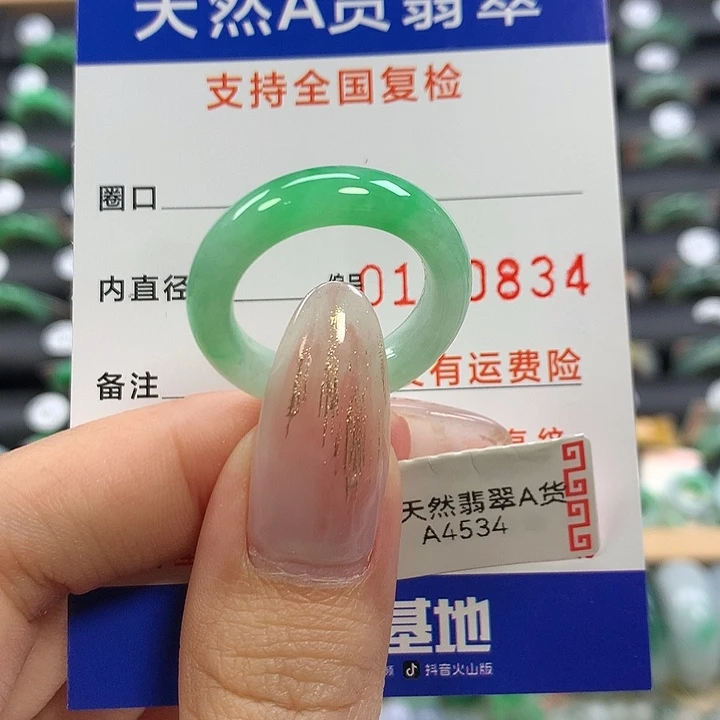 天然A货翡翠
支持全国复检
圈口
内直径 编号 01 0834
备注 有运费险
天然翡翠A货
A4534
基地
抖音火山版